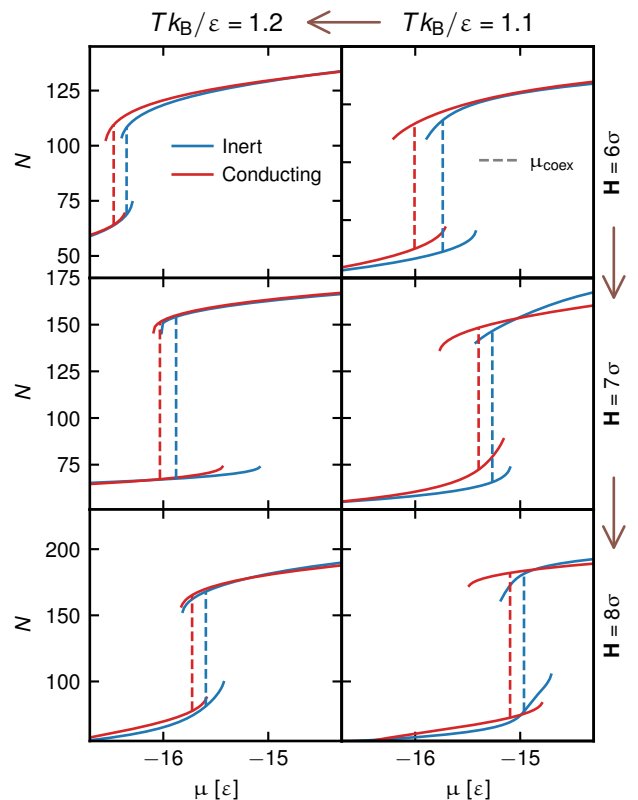 Tk_B/ε = 1.2
Tk_B/ε = 1.1
N
125
100
75
50
Inert
Conducting
μ_coex
H = 6σ
N
175
150
125
100
75
H = 7σ
N
200
150
100
H = 8σ
−16
−15
−16
−15
μ [ε]
μ [ε]